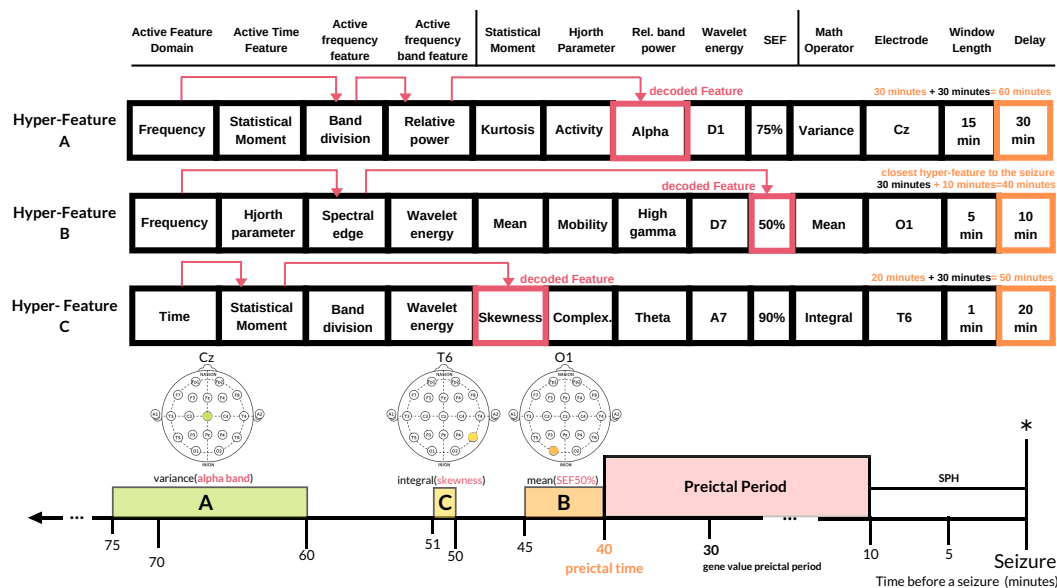 Active Feature Domain
Active Time Feature
Active frequency feature
Active frequency band feature
Statistical Moment
Hjorth Parameter
Rel. band power
Wavelet energy
SEF
Math Operator
Electrode
Window Length
Delay
decoded Feature
30 minutes + 30 minutes= 60 minutes
Hyper-Feature A
Frequency
Statistical Moment
Band division
Relative power
Kurtosis
Activity
Alpha
D1
75%
Variance
Cz
15 min
30 min
closest hyper-feature to the seizure
decoded Feature
30 minutes + 10 minutes=40 minutes
Hyper-Feature B
Frequency
Hjorth parameter
Spectral edge
Wavelet energy
Mean
Mobility
High gamma
D7
50%
Mean
O1
5 min
10 min
decoded Feature
20 minutes + 30 minutes= 50 minutes
Hyper- Feature C
Time
Statistical Moment
Band division
Wavelet energy
Skewness
Complex.
Theta
A7
90%
Integral
T6
1 min
20 min
Cz
T6
O1
NASION
NASION
NASION
INION
INION
INION
variance(alpha band)
integral(skewness)
mean(SEF50%)
A
C
B
Preictal Period
SPH
*
...
...
75
70
60
51
50
45
40
preictal time
30
gene value preictal period
10
5
Seizure
Time before a seizure (minutes)